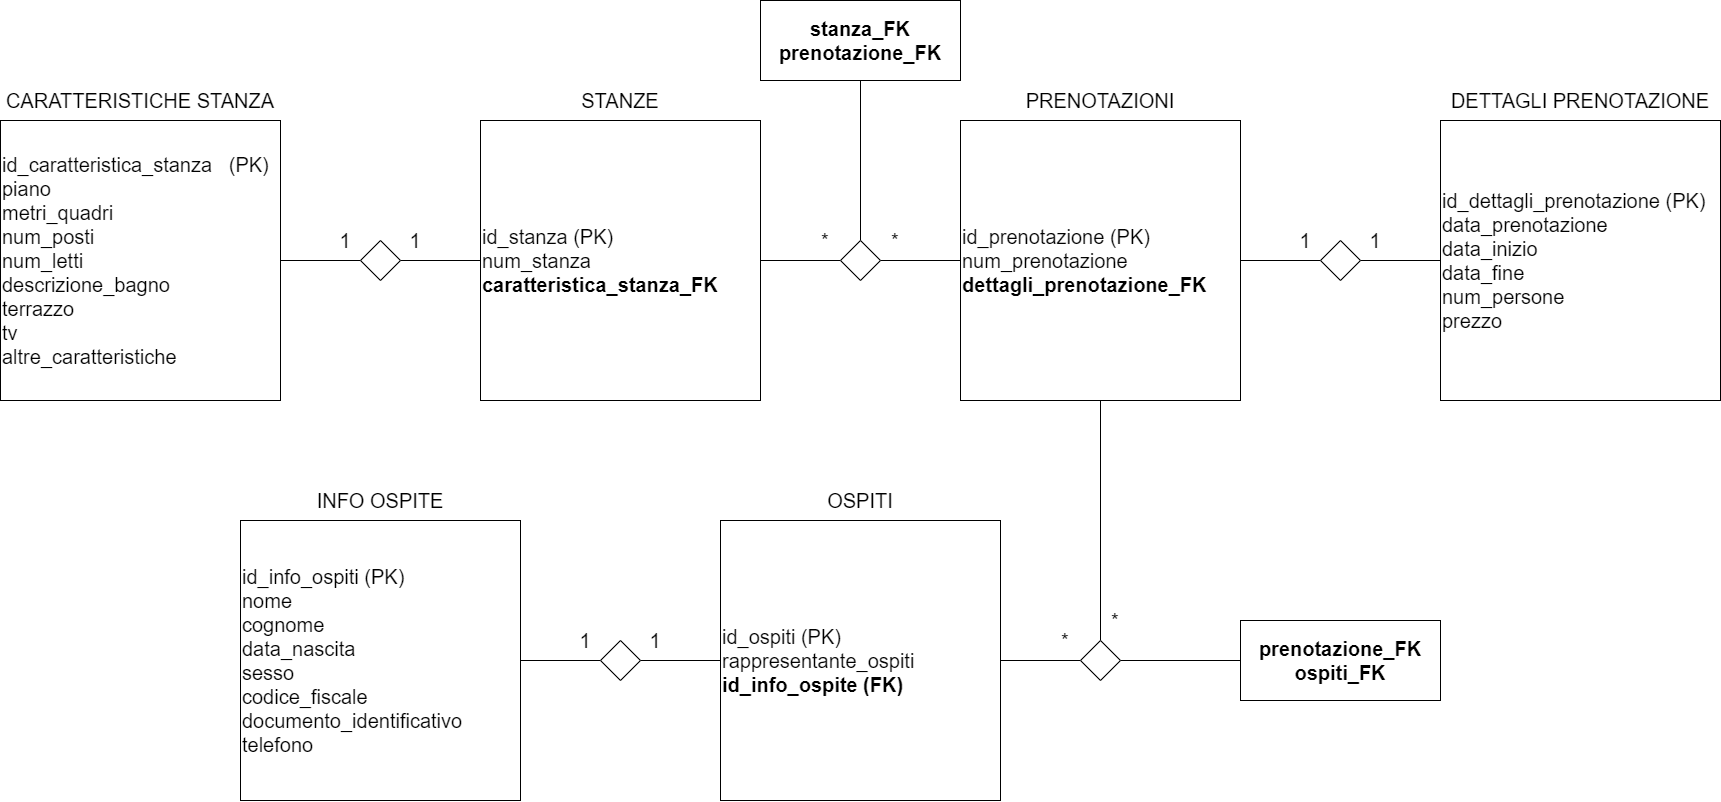 stanza_FK
prenotazione_FK
CARATTERISTICHE STANZA
id_caratteristica_stanza (PK)
piano
metri_quadri
num_posti
num_letti
descrizione_bagno
terrazzo
tv
altre_caratteristiche
1
1
STANZE
id_stanza (PK)
num_stanza
caratteristica_stanza_FK
*
*
PRENOTAZIONI
id_prenotazione (PK)
num_prenotazione
dettagli_prenotazione_FK
1
1
DETTAGLI PRENOTAZIONE
id_dettagli_prenotazione (PK)
data_prenotazione
data_inizio
data_fine
num_persone
prezzo
INFO OSPITE
id_info_ospiti (PK)
nome
cognome
data_nascita
sesso
codice_fiscale
documento_identificativo
telefono
1
1
OSPITI
id_ospiti (PK)
rappresentante_ospiti
id_info_ospite (FK)
*
*
prenotazione_FK
ospiti_FK